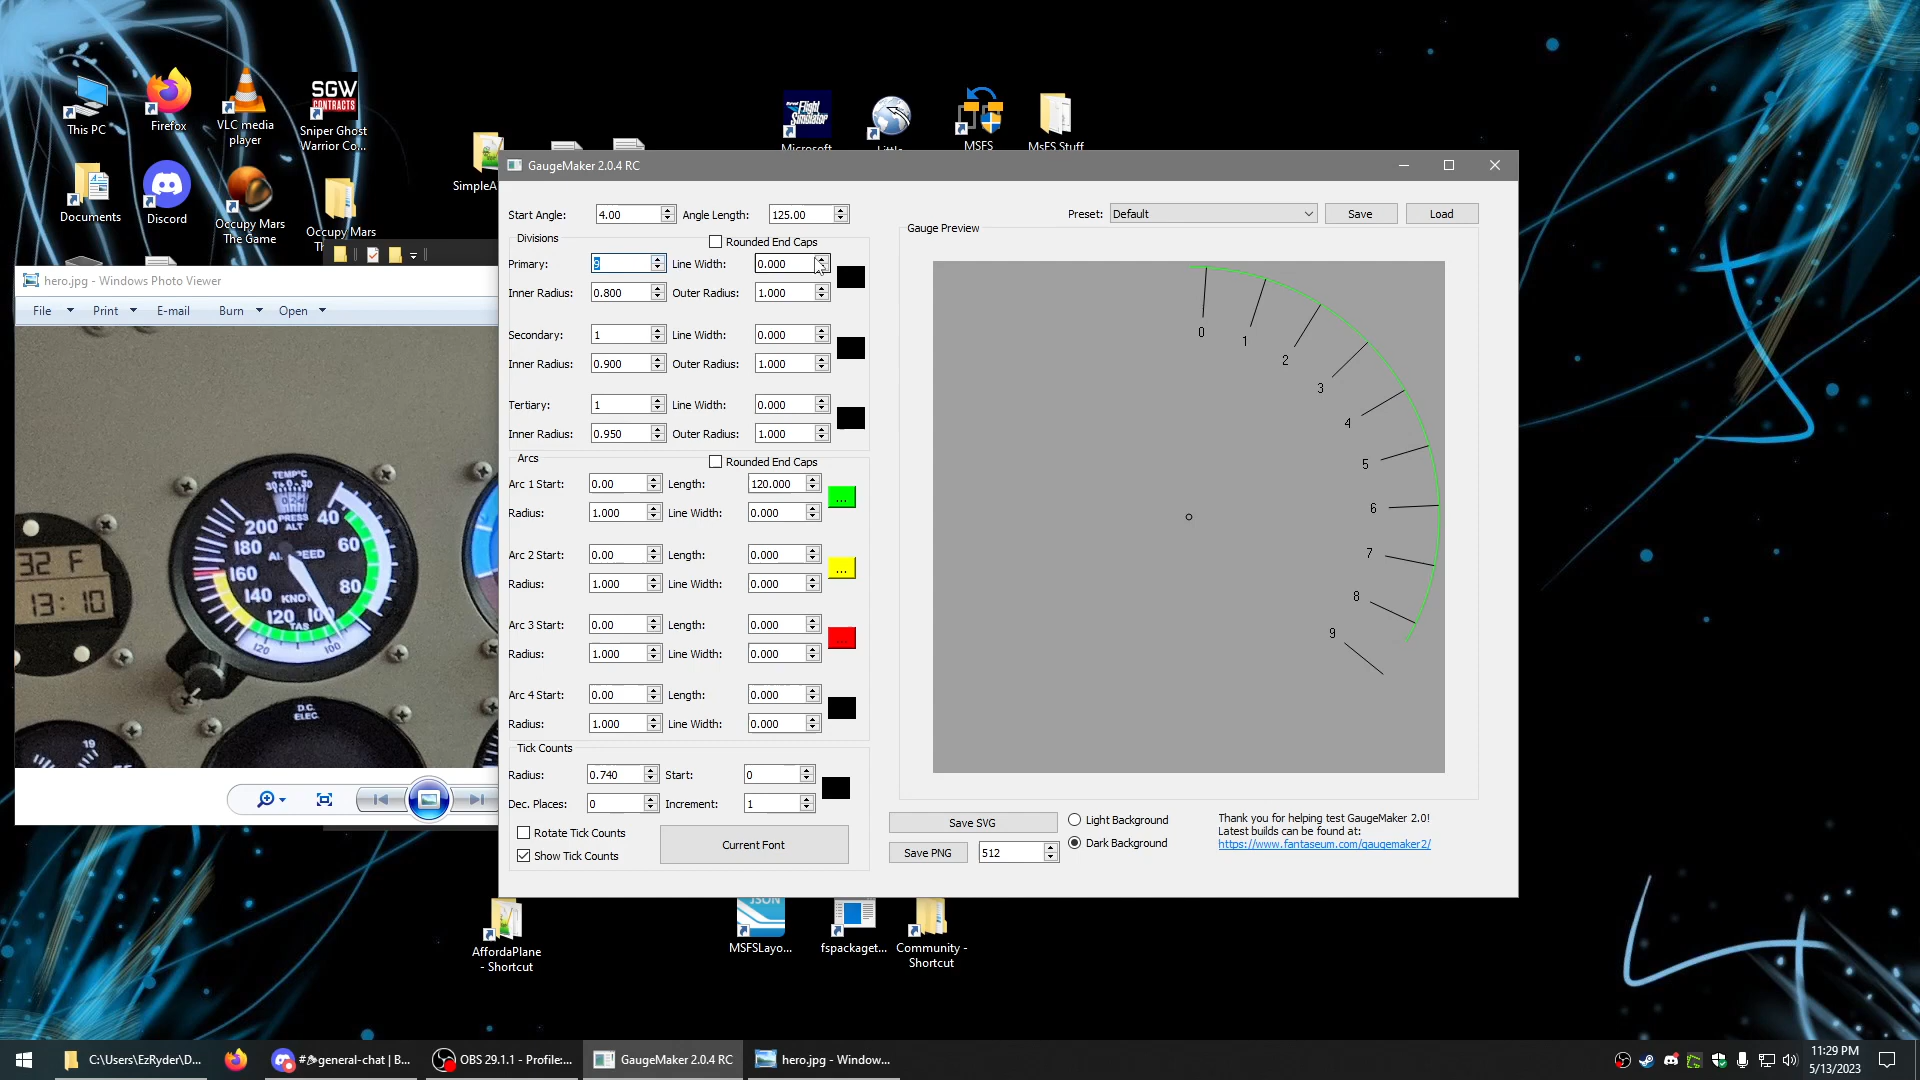 This PC
Firefox
VLC media
player
SGW
CONTRACTS
Sniper Ghost
Warrior Co...
Documents
Discord
Occupy Mars
The Game
Occupy Mars
SimpleA
Flight
Simulator
Microsoft
MSFS
MsFS Stuff
GaugeMaker 2.0.4 RC
Start Angle: 4.00 Angle Length: 125.00
Preset: Default Save Load
Divisions
Rounded End Caps
Primary: 9 Line Width: 0.000
Inner Radius: 0.800 Outer Radius: 1.000
Secondary: 1 Line Width: 0.000
Inner Radius: 0.900 Outer Radius: 1.000
Tertiary: 1 Line Width: 0.000
Inner Radius: 0.950 Outer Radius: 1.000
Arcs
Rounded End Caps
Arc 1 Start: 0.00 Length: 120.000 ...
Radius: 1.000 Line Width: 0.000
Arc 2 Start: 0.00 Length: 0.000 ...
Radius: 1.000 Line Width: 0.000
Arc 3 Start: 0.00 Length: 0.000
Radius: 1.000 Line Width: 0.000
Arc 4 Start: 0.00 Length: 0.000
Radius: 1.000 Line Width: 0.000
Tick Counts
Radius: 0.740 Start: 0
Dec. Places: 0 Increment: 1
Rotate Tick Counts
Show Tick Counts
Current Font
Gauge Preview
0
1
2
3
4
5
6
7
8
9
Save SVG
Save PNG 512
Light Background
Dark Background
Thank you for helping test GaugeMaker 2.0!
Latest builds can be found at:
https://www.fantaseum.com/gaugemaker2/
hero.jpg - Windows Photo Viewer
File Print E-mail Burn Open
TEMP°C
30 + 0 - 30
PRESS
ALT
200 40
180 60
160 80
140 120 100
TAS
120 100
32 F
13:10
D.C.
ELEC.
19
AffordaPlane
- Shortcut
JSON
MSFSLayo...
fspackaget...
Community -
Shortcut
C:\Users\EzRyder\D...
general-chat | B...
OBS 29.1.1 - Profile:...
GaugeMaker 2.0.4 RC
hero.jpg - Window...
11:29 PM
5/13/2023